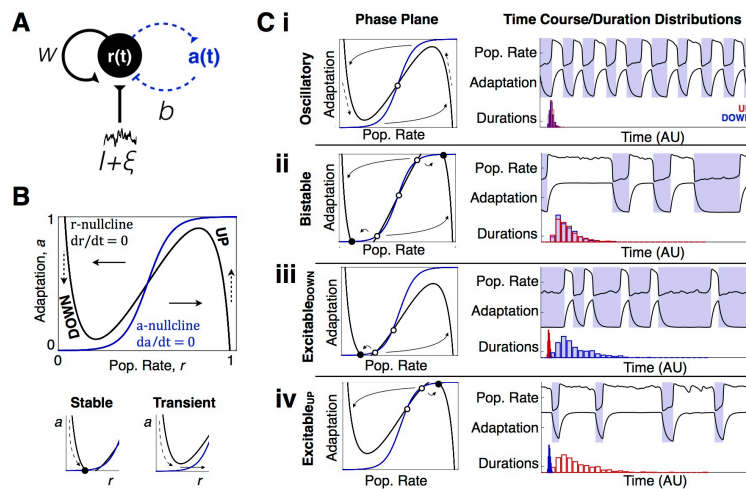 A
W
r(t)
a(t)
b
I+ξ
B
Adaptation, a
1
0
r-nullcline
dr/dt = 0
DOWN
UP
a-nullcline
da/dt = 0
0
Pop. Rate, r
1
Stable
Transient
a
r
a
r
C
Phase Plane
Time Course/Duration Distributions
i
Oscillatory
Adaptation
Pop. Rate
Pop. Rate
Adaptation
Durations
UP
DOWN
Time (AU)
ii
Bistable
Adaptation
Pop. Rate
Pop. Rate
Adaptation
Durations
Time (AU)
iii
ExcitableDOWN
Adaptation
Pop. Rate
Pop. Rate
Adaptation
Durations
Time (AU)
iv
ExcitableUP
Adaptation
Pop. Rate
Pop. Rate
Adaptation
Durations
Time (AU)